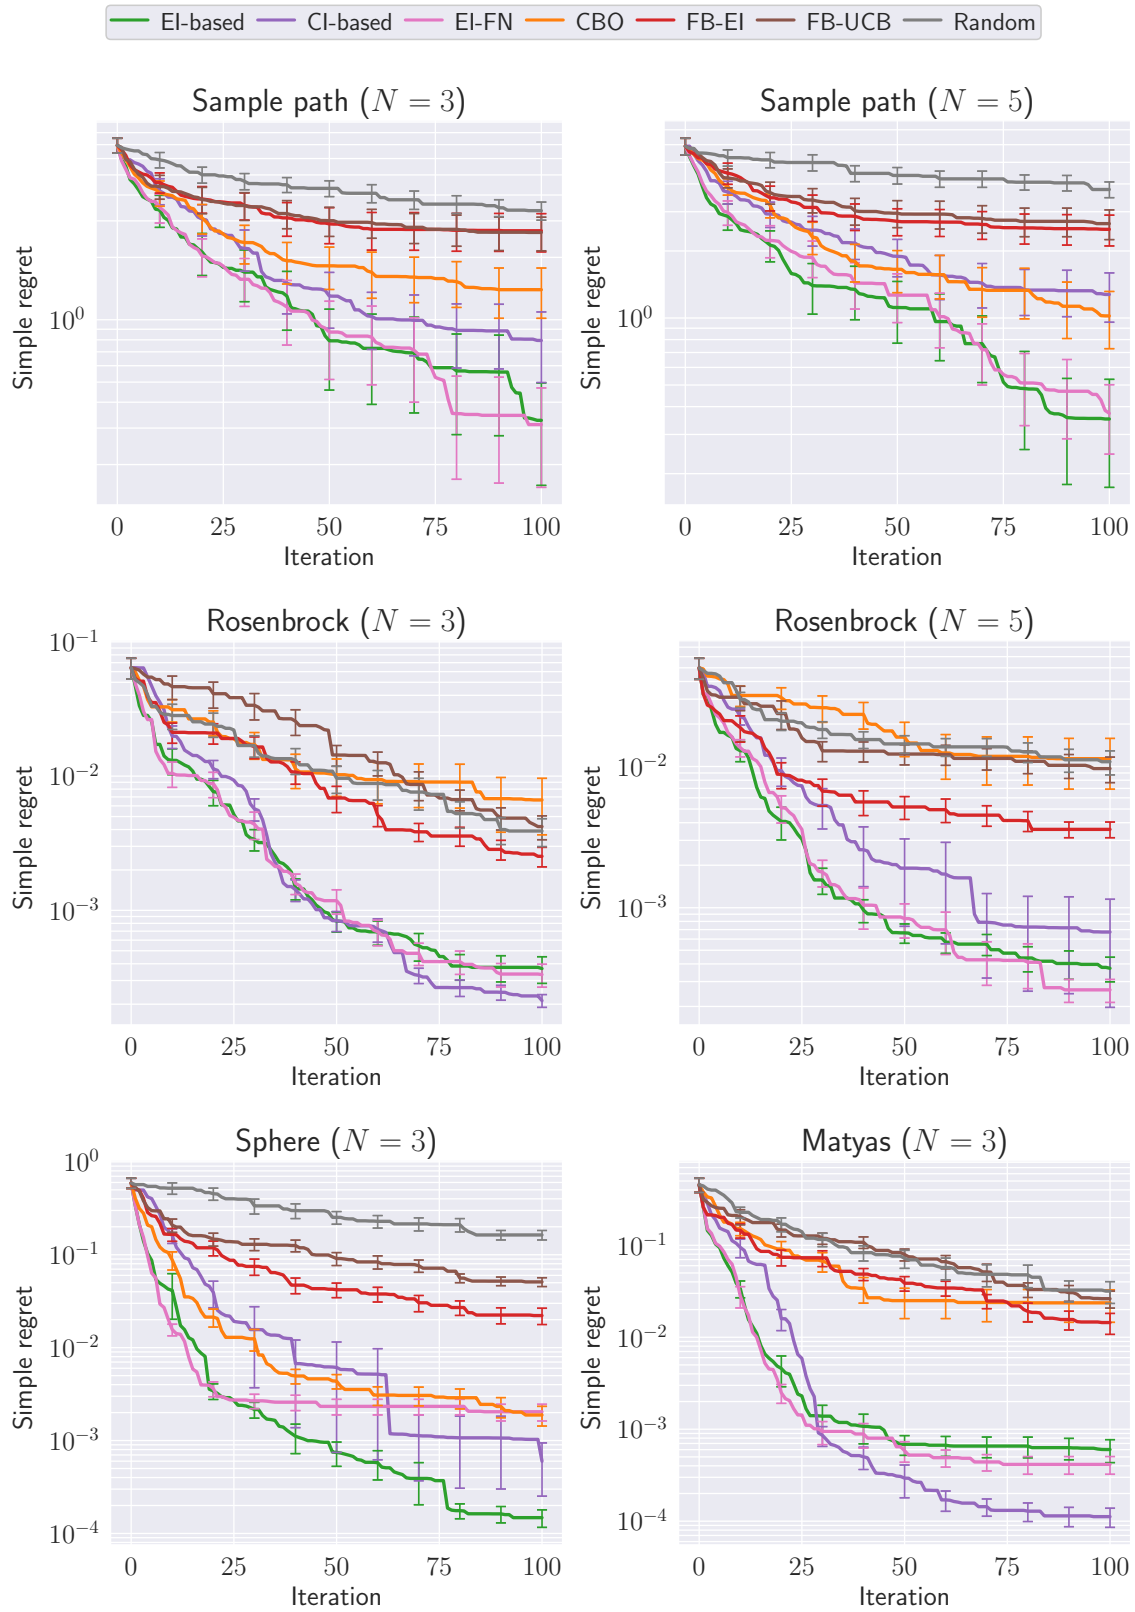 EI-based CI-based EI-FN CBO FB-EI FB-UCB Random
Sample path (N = 3)
Simple regret
10^0
0 25 50 75 100
Iteration
Sample path (N = 5)
Simple regret
10^0
0 25 50 75 100
Iteration
Rosenbrock (N = 3)
Simple regret
10^-1
10^-2
10^-3
0 25 50 75 100
Iteration
Rosenbrock (N = 5)
Simple regret
10^-2
10^-3
0 25 50 75 100
Iteration
Sphere (N = 3)
Simple regret
10^0
10^-1
10^-2
10^-3
10^-4
0 25 50 75 100
Iteration
Matyas (N = 3)
Simple regret
10^-1
10^-2
10^-3
10^-4
0 25 50 75 100
Iteration